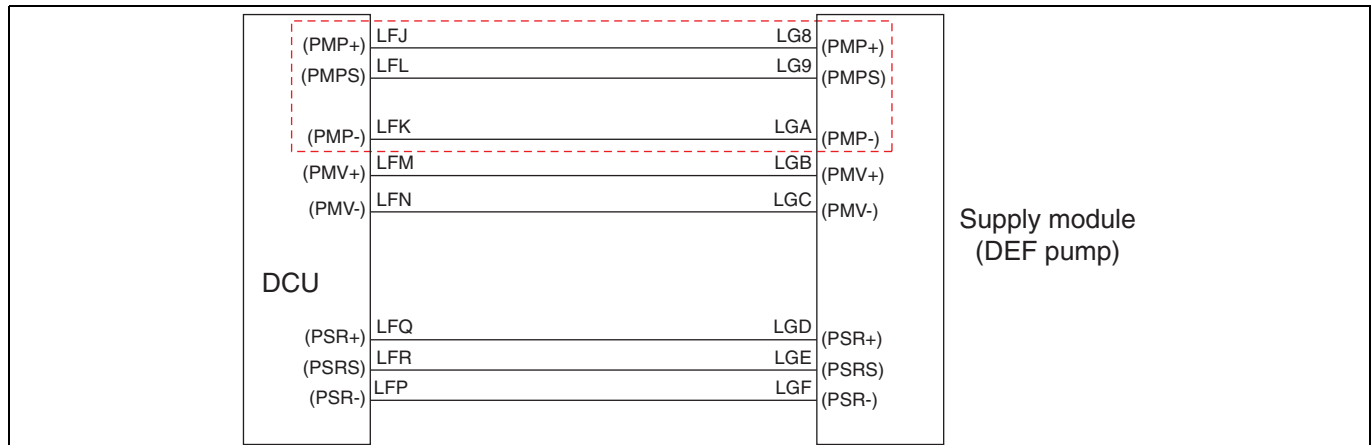 (PMP+) LFJ LG8 (PMP+)
(PMPS) LFL LG9 (PMPS)
(PMP-) LFK LGA (PMP-)
(PMV+) LFM LGB (PMV+)
(PMV-) LFN LGC (PMV-)
Supply module
(DEF pump)
DCU
(PSR+) LFQ LGD (PSR+)
(PSRS) LFR LGE (PSRS)
(PSR-) LFP LGF (PSR-)